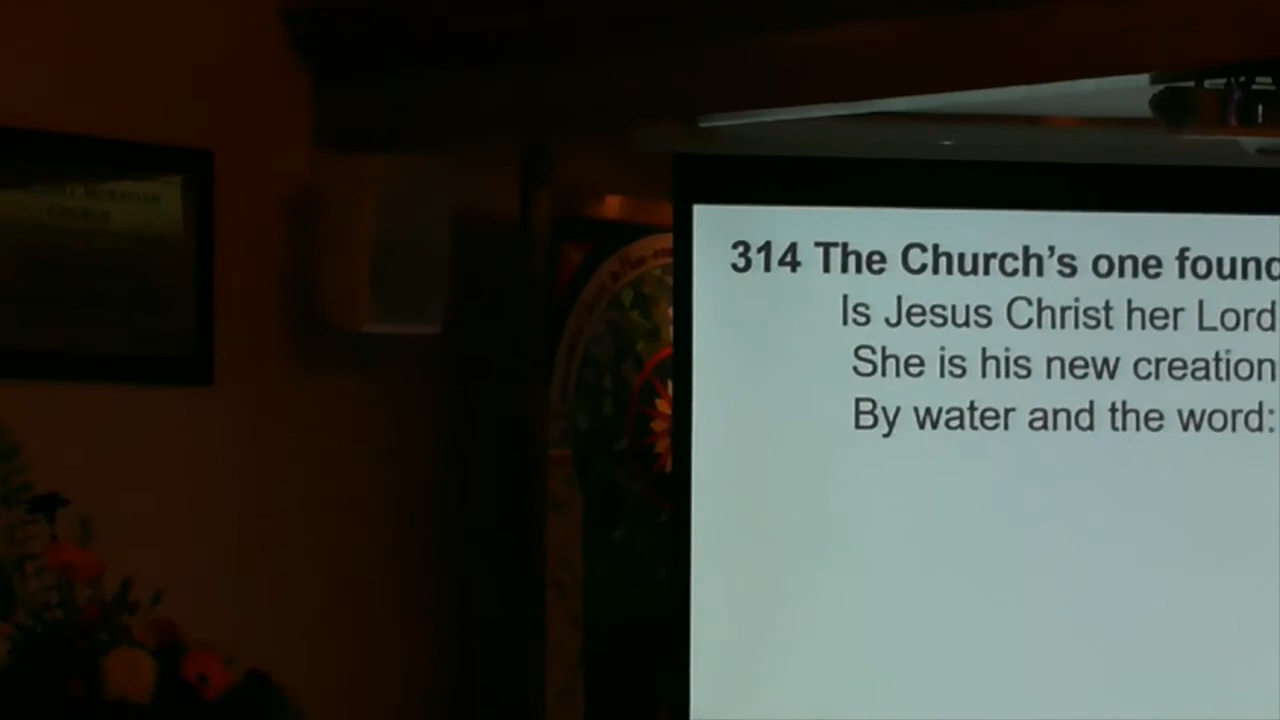 314 The Church's one found
Is Jesus Christ her Lord
She is his new creation
By water and the word:
CHURCH